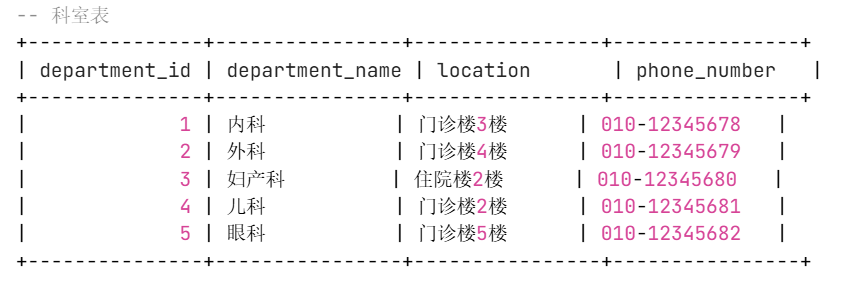 -- 科室表
+---------------+-----------------+----------------+----------------+
| department_id | department_name | location       | phone_number   |
+---------------+-----------------+----------------+----------------+
|             1 | 内科            | 门诊楼3楼      | 010-12345678   |
|             2 | 外科            | 门诊楼4楼      | 010-12345679   |
|             3 | 妇产科          | 住院楼2楼      | 010-12345680   |
|             4 | 儿科            | 门诊楼2楼      | 010-12345681   |
|             5 | 眼科            | 门诊楼5楼      | 010-12345682   |
+---------------+-----------------+----------------+----------------+